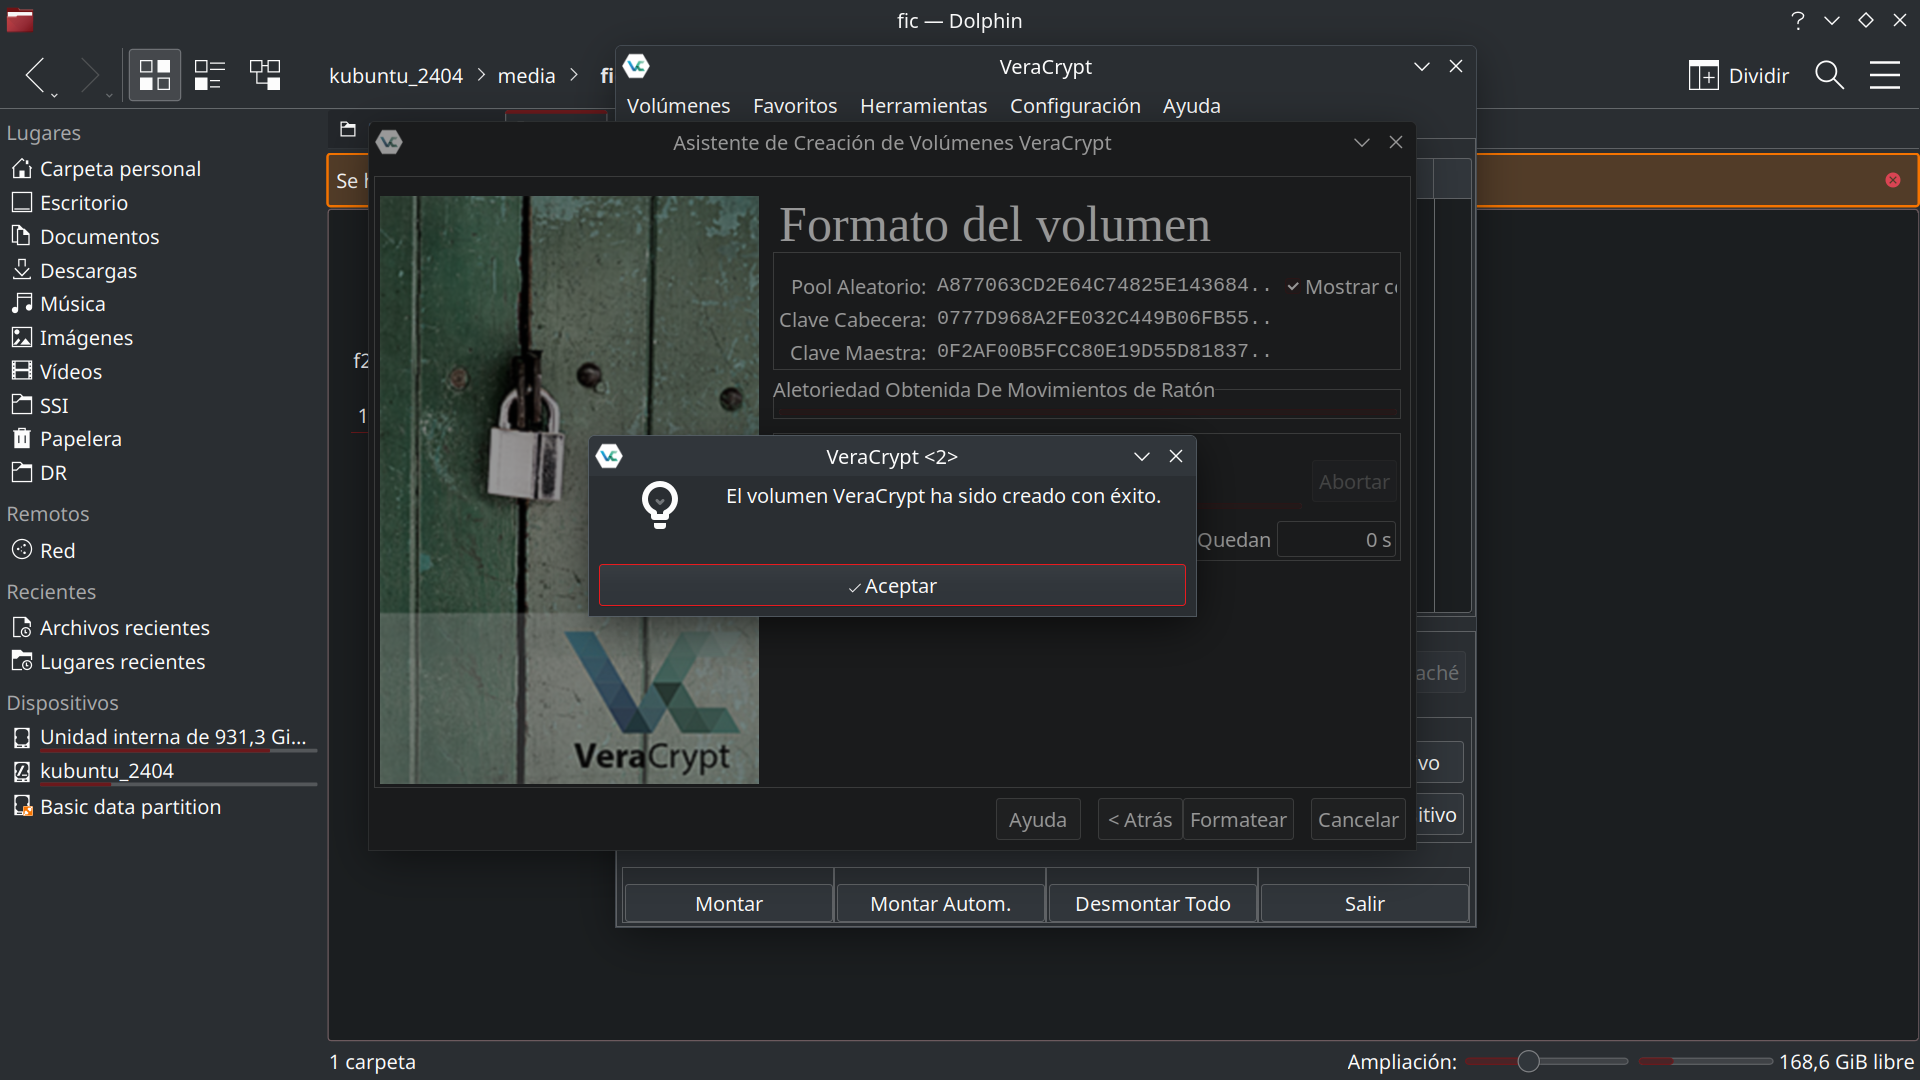 fic — Dolphin
kubuntu_2404 > media > fi
Dividir
VeraCrypt
Volúmenes Favoritos Herramientas Configuración Ayuda
Lugares
Carpeta personal
Escritorio
Documentos
Descargas
Música
Imágenes
Vídeos
SSI
Papelera
DR
Remotos
Red
Recientes
Archivos recientes
Lugares recientes
Dispositivos
Unidad interna de 931,3 Gi...
kubuntu_2404
Basic data partition
Se
f2
1
Asistente de Creación de Volúmenes VeraCrypt
Formato del volumen
Pool Aleatorio: A877063CD2E64C74825E143684..
Mostrar c
Clave Cabecera: 0777D968A2FE032C449B06FB55..
Clave Maestra: 0F2AF00B5FCC80E19D55D81837..
Aletoriedad Obtenida De Movimientos de Ratón
Abortar
Quedan 0 s
VeraCrypt <2>
El volumen VeraCrypt ha sido creado con éxito.
Aceptar
VeraCrypt
Ayuda < Atrás Formatear Cancelar
aché
vo
itivo
Montar Montar Autom. Desmontar Todo Salir
1 carpeta
Ampliación:
168,6 GiB libre